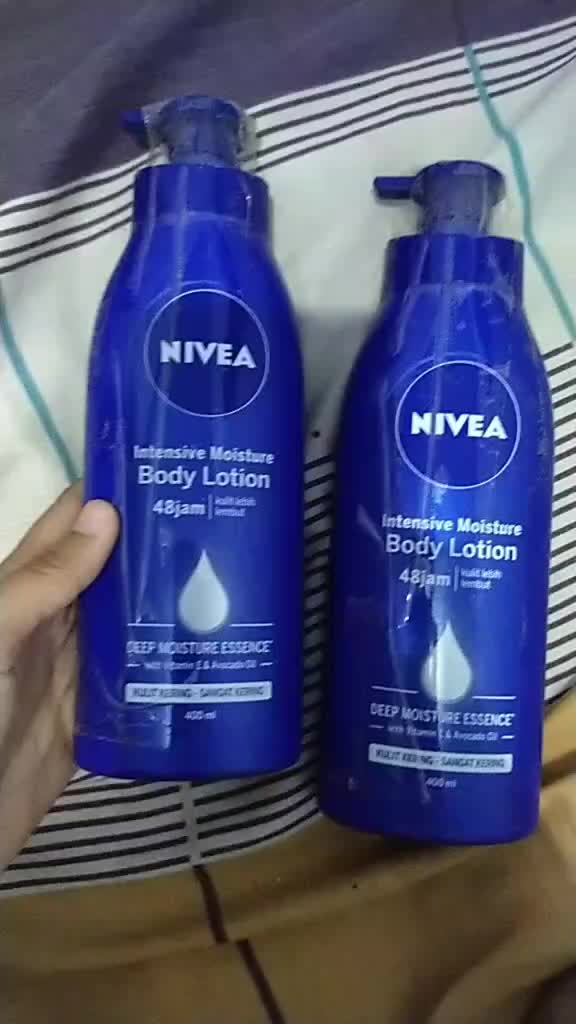 NIVEA
Intensive Moisture
Body Lotion
48jam | kulit lebih
lembut
DEEP MOISTURE ESSENCE*
with Vitamin E & Avocado Oil
KULIT KERING - SANGAT KERING
400 ml
NIVEA
Intensive Moisture
Body Lotion
48jam | kulit lebih
lembut
DEEP MOISTURE ESSENCE*
with Vitamin E & Avocado Oil
KULIT KERING - SANGAT KERING
400 ml